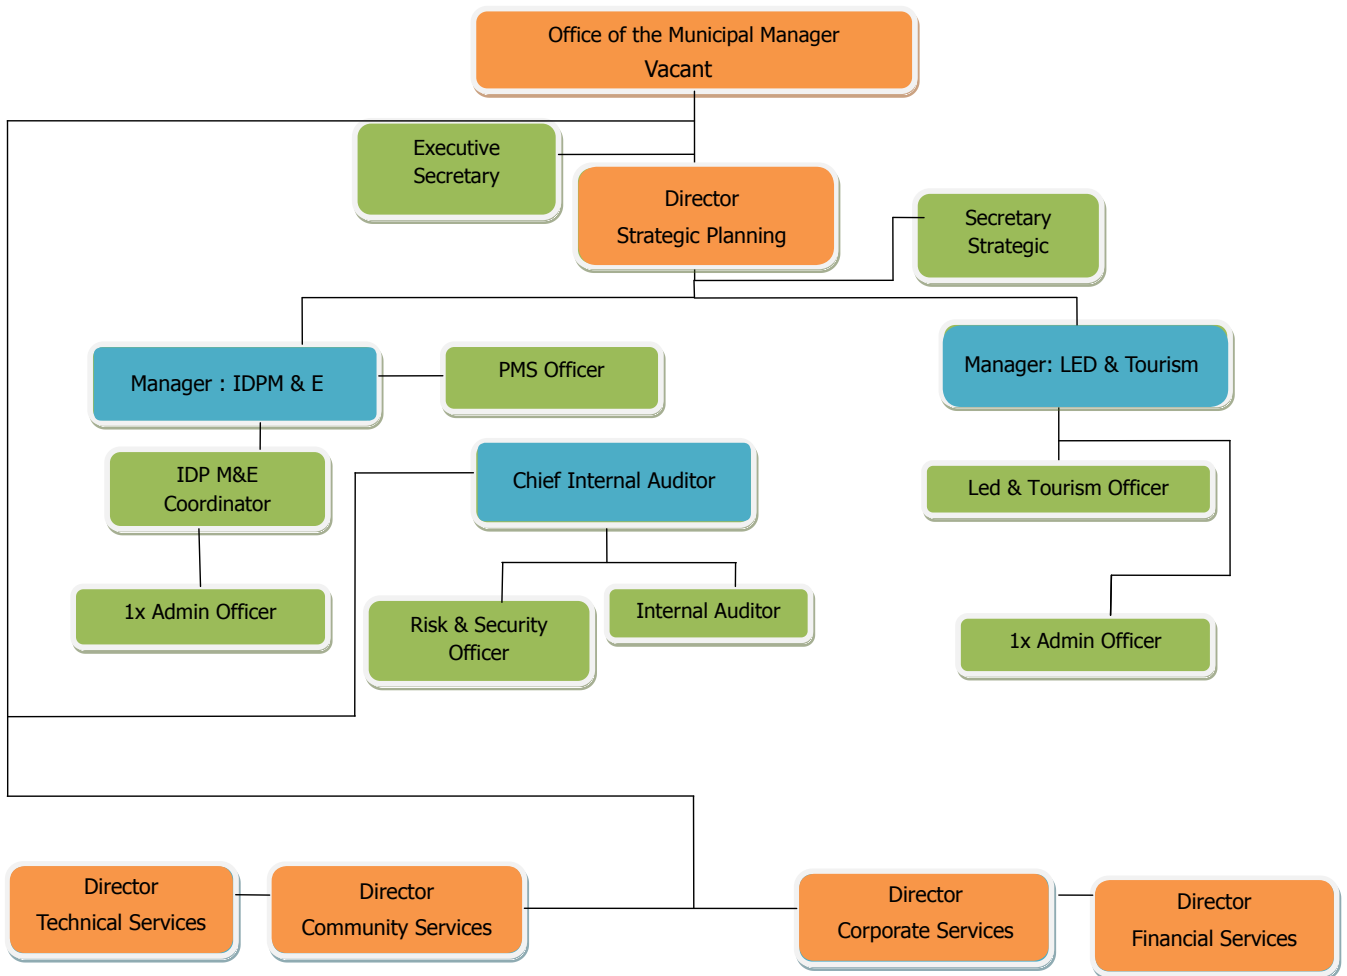 Office of the Municipal Manager
Vacant
Executive
Secretary
Director
Strategic Planning
Secretary
Strategic
Manager : IDPM & E
PMS Officer
Manager: LED & Tourism
IDP M&E
Coordinator
Chief Internal Auditor
Led & Tourism Officer
1x Admin Officer
Risk & Security
Officer
Internal Auditor
1x Admin Officer
Director
Technical Services
Director
Community Services
Director
Corporate Services
Director
Financial Services